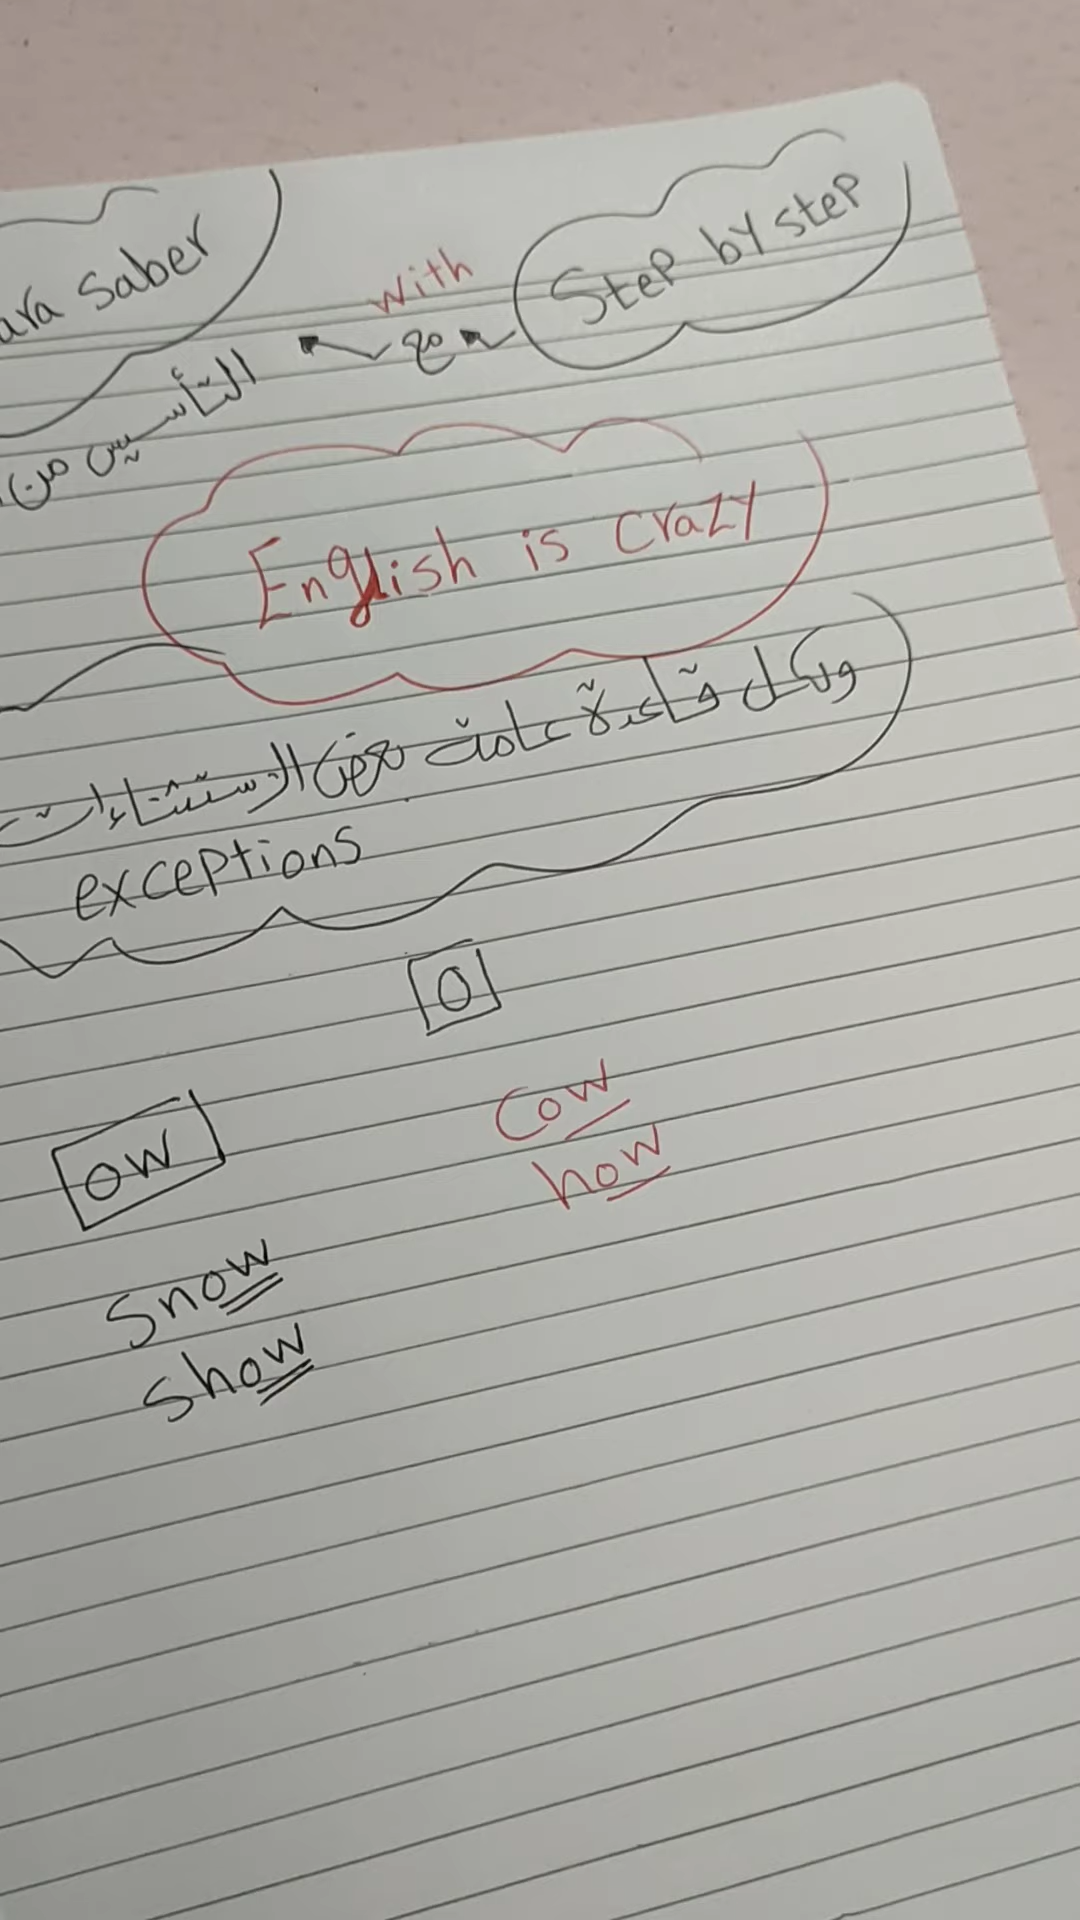 ara Saber
with
Step by step
مع
التأسيس من
English is crazy
ولكل قاعدة عامة بعض الاستثناءات
exceptions
O
ow
Cow
how
Snow
Show